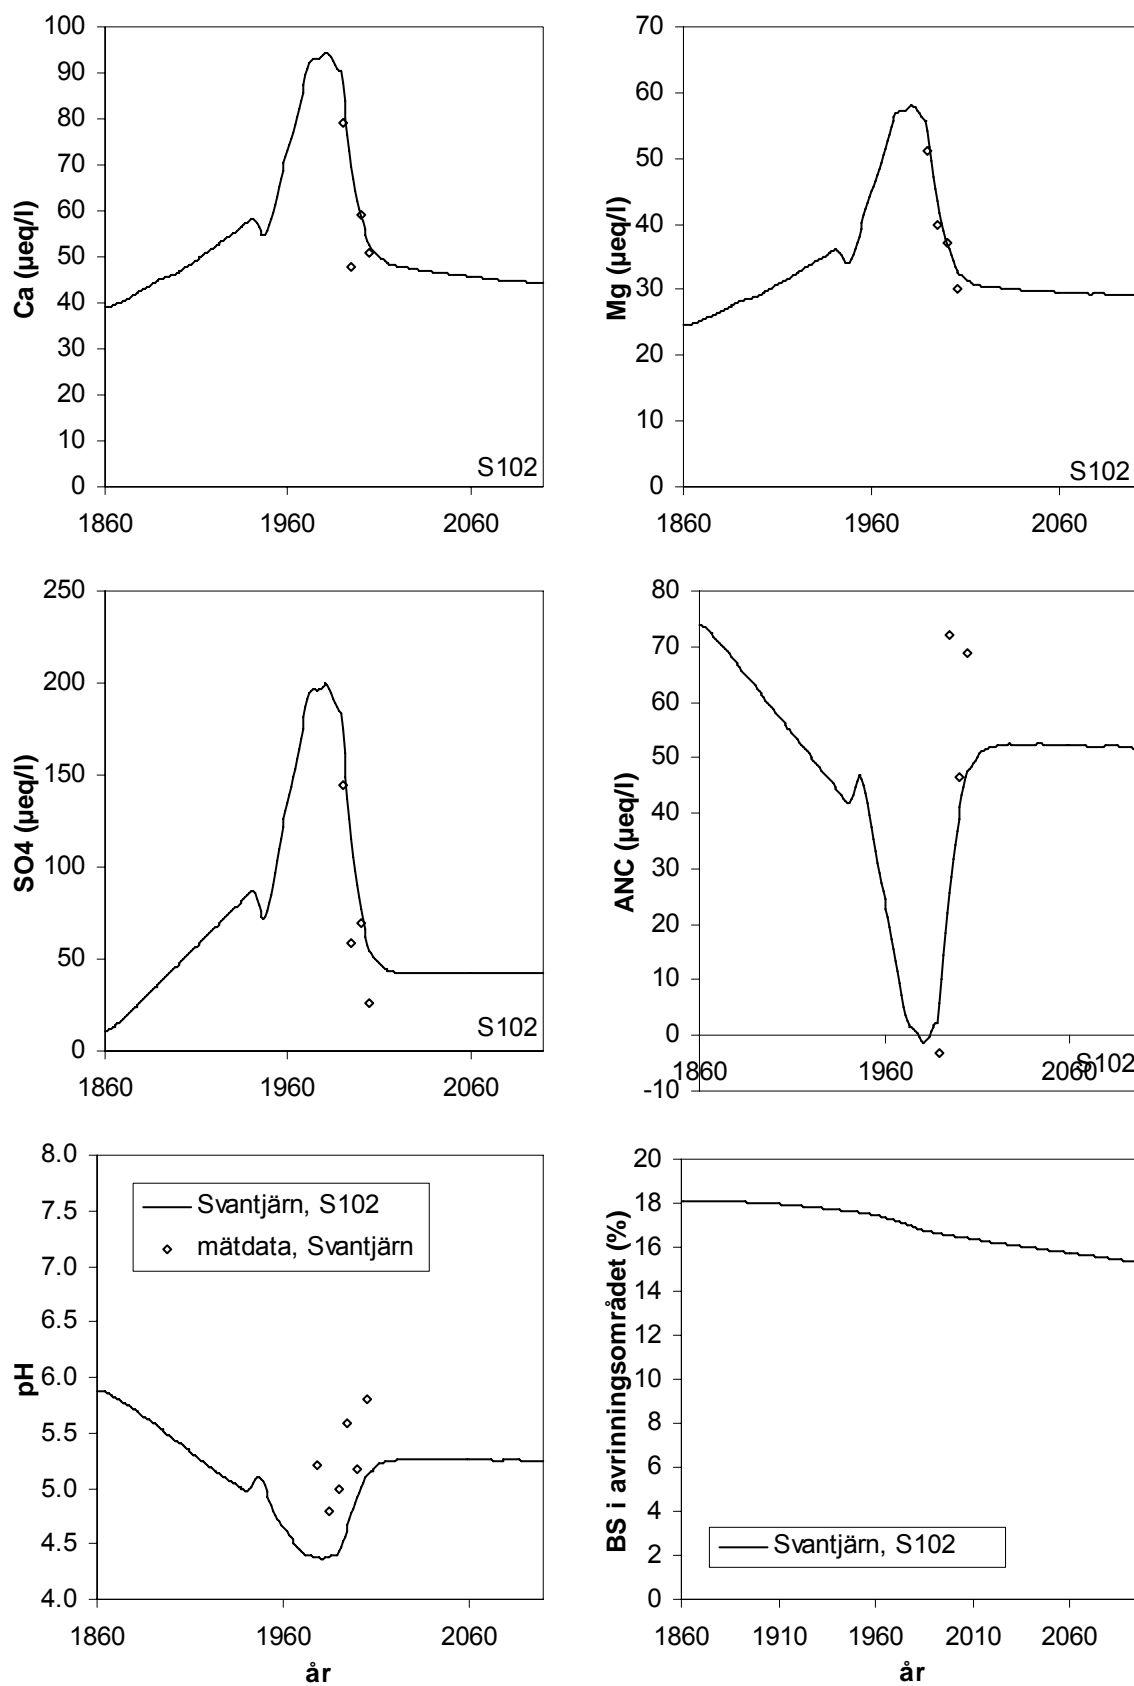 Ca (µeq/l)
100
90
80
70
60
50
40
30
20
10
0
S102
1860 1960 2060
Mg (µeq/l)
70
60
50
40
30
20
10
0
S102
1860 1960 2060
SO4 (µeq/l)
250
200
150
100
50
0
S102
1860 1960 2060
ANC (µeq/l)
80
70
60
50
40
30
20
10
0
-10
1860 1960 2060
S102
pH
8.0
7.5
7.0
6.5
6.0
5.5
5.0
4.5
4.0
Svantjärn, S102
mätdata, Svantjärn
1860 1960 2060
år
BS i avrinningsområdet (%)
20
18
16
14
12
10
8
6
4
2
0
Svantjärn, S102
1860 1910 1960 2010 2060
år